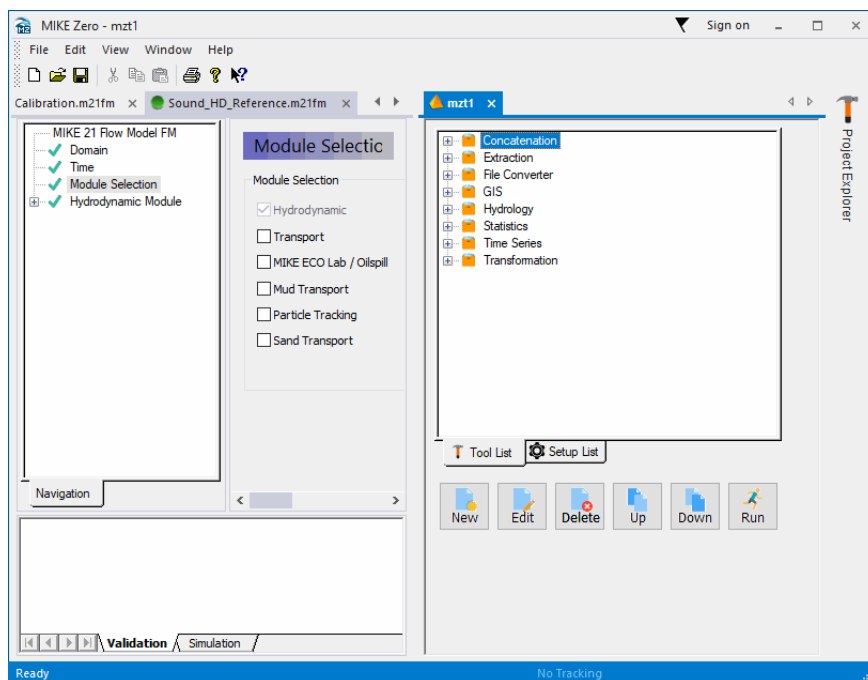 MIKE Zero - mzt1
Sign on
File Edit View Window Help
Calibration.m21fm
Sound_HD_Reference.m21fm
mzt1
MIKE 21 Flow Model FM
Domain
Time
Module Selection
Hydrodynamic Module
Navigation
Module Selectic
Module Selection
Hydrodynamic
Transport
MIKE ECO Lab / Oilspill
Mud Transport
Particle Tracking
Sand Transport
Concatenation
Extraction
File Converter
GIS
Hydrology
Statistics
Time Series
Transformation
Tool List
Setup List
New
Edit
Delete
Up
Down
Run
Project Explorer
Validation
Simulation
Ready
No Tracking